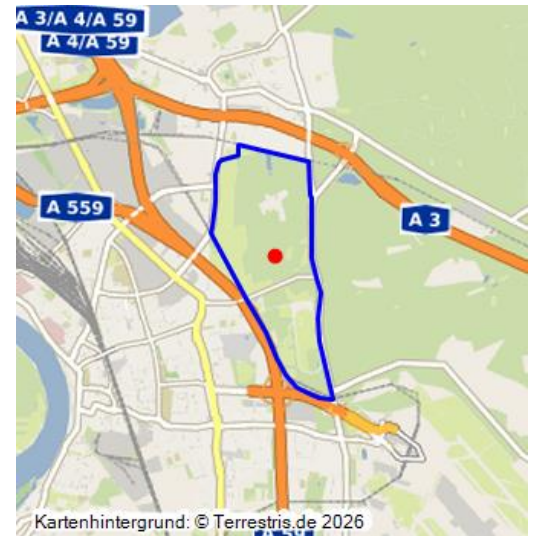 A 3/A 4/A 59
A 4/A 59
A 559
A 3
Kartenhintergrund: © Terrestris.de 2026